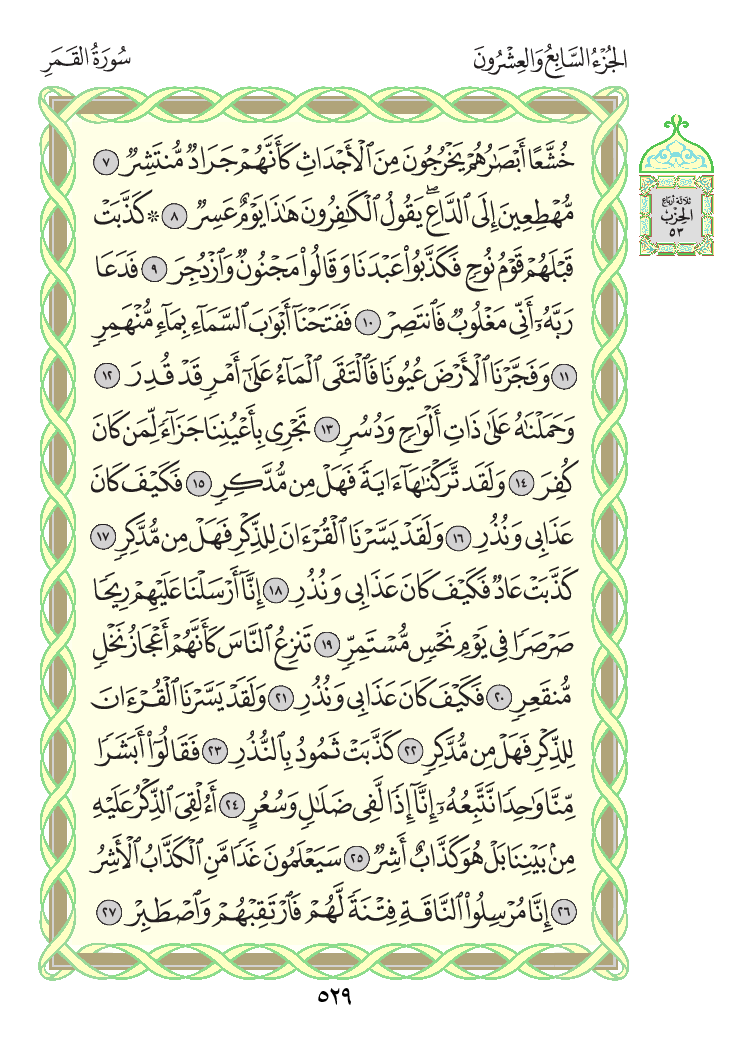 الجُزْءُ السَّابِعُ وَالعِشْرُونَ
سُورَةُ القَمَرِ
خُشَّعًا أَبْصَٰرُهُمْ يَخْرُجُونَ مِنَ ٱلْأَجْدَاثِ كَأَنَّهُمْ جَرَادٌ مُّنتَشِرٌ ٧
مُّهْطِعِينَ إِلَى ٱلدَّاعِۖ يَقُولُ ٱلْكَٰفِرُونَ هَٰذَا يَوْمٌ عَسِرٌ ٨ ۞ كَذَّبَتْ
قَبْلَهُمْ قَوْمُ نُوحٍ فَكَذَّبُوا۟ عَبْدَنَا وَقَالُوا۟ مَجْنُونٌ وَٱزْدُجِرَ ٩ فَدَعَا
رَبَّهُۥٓ أَنِّى مَغْلُوبٌ فَٱنتَصِرْ ١٠ فَفَتَحْنَآ أَبْوَٰبَ ٱلسَّمَآءِ بِمَآءٍ مُّنْهَمِرٍ
١١ وَفَجَّرْنَا ٱلْأَرْضَ عُيُونًا فَٱلْتَقَى ٱلْمَآءُ عَلَىٰٓ أَمْرٍ قَدْ قُدِرَ ١٢
وَحَمَلْنَٰهُ عَلَىٰ ذَاتِ أَلْوَٰحٍ وَدُسُرٍ ١٣ تَجْرِى بِأَعْيُنِنَا جَزَآءً لِّمَن كَانَ
كُفِرَ ١٤ وَلَقَد تَّرَكْنَٰهَآ ءَايَةً فَهَلْ مِن مُّدَّكِرٍ ١٥ فَكَيْفَ كَانَ
عَذَابِى وَنُذُرِ ١٦ وَلَقَدْ يَسَّرْنَا ٱلْقُرْءَانَ لِلذِّكْرِ فَهَلْ مِن مُّدَّكِرٍ ١٧
كَذَّبَتْ عَادٌ فَكَيْفَ كَانَ عَذَابِى وَنُذُرِ ١٨ إِنَّآ أَرْسَلْنَا عَلَيْهِمْ رِيحًا
صَرْصَرًا فِى يَوْمِ نَحْسٍ مُّسْتَمِرٍّ ١٩ تَنزِعُ ٱلنَّاسَ كَأَنَّهُمْ أَعْجَازُ نَخْلٍ
مُّنقَعِرٍ ٢٠ فَكَيْفَ كَانَ عَذَابِى وَنُذُرِ ٢١ وَلَقَدْ يَسَّرْنَا ٱلْقُرْءَانَ
لِلذِّكْرِ فَهَلْ مِن مُّدَّكِرٍ ٢٢ كَذَّبَتْ ثَمُودُ بِٱلنُّذُرِ ٢٣ فَقَالُوٓا۟ أَبَشَرًا
مِّنَّا وَٰحِدًا نَّتَّبِعُهُۥٓ إِنَّآ إِذًا لَّفِى ضَلَٰلٍ وَسُعُرٍ ٢٤ أَءُلْقِىَ ٱلذِّكْرُ عَلَيْهِ
مِنۢ بَيْنِنَا بَلْ هُوَ كَذَّابٌ أَشِرٌ ٢٥ سَيَعْلَمُونَ غَدًا مَّنِ ٱلْكَذَّابُ ٱلْأَشِرُ
٢٦ إِنَّا مُرْسِلُوا۟ ٱلنَّاقَةِ فِتْنَةً لَّهُمْ فَٱرْتَقِبْهُمْ وَٱصْطَبِرْ ٢٧
ثلاثة أرباع
الحِزْب
٥٣
٥٢٩